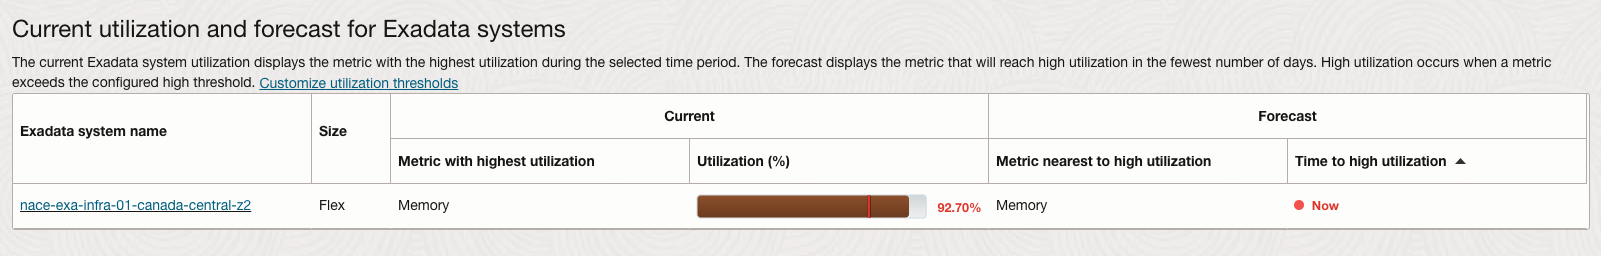 Current utilization and forecast for Exadata systems
The current Exadata system utilization displays the metric with the highest utilization during the selected time period. The forecast displays the metric that will reach high utilization in the fewest number of days. High utilization occurs when a metric
exceeds the configured high threshold. Customize utilization thresholds
Exadata system name
Size
Current
Forecast
Metric with highest utilization
Utilization (%)
Metric nearest to high utilization
Time to high utilization
nace-exa-infra-01-canada-central-z2
Flex
Memory
92.70%
Memory
Now